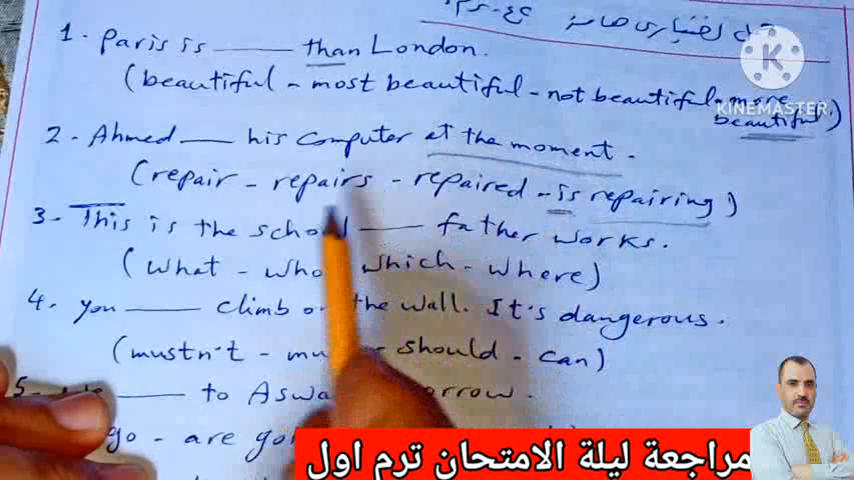 1. Paris is ____ than London.
(beautiful - most beautiful - not beautiful - more beautiful)
2- Ahmed ____ his computer at the moment.
(repair - repairs - repaired - is repairing)
3- This is the school ____ father works.
(what - who which - where)
4- you ____ climb on the wall. It's dangerous.
(mustn't - - should - can)
5- ____ to
go - are
KINEMASTER
مراجعة ليلة الامتحان ترم اول